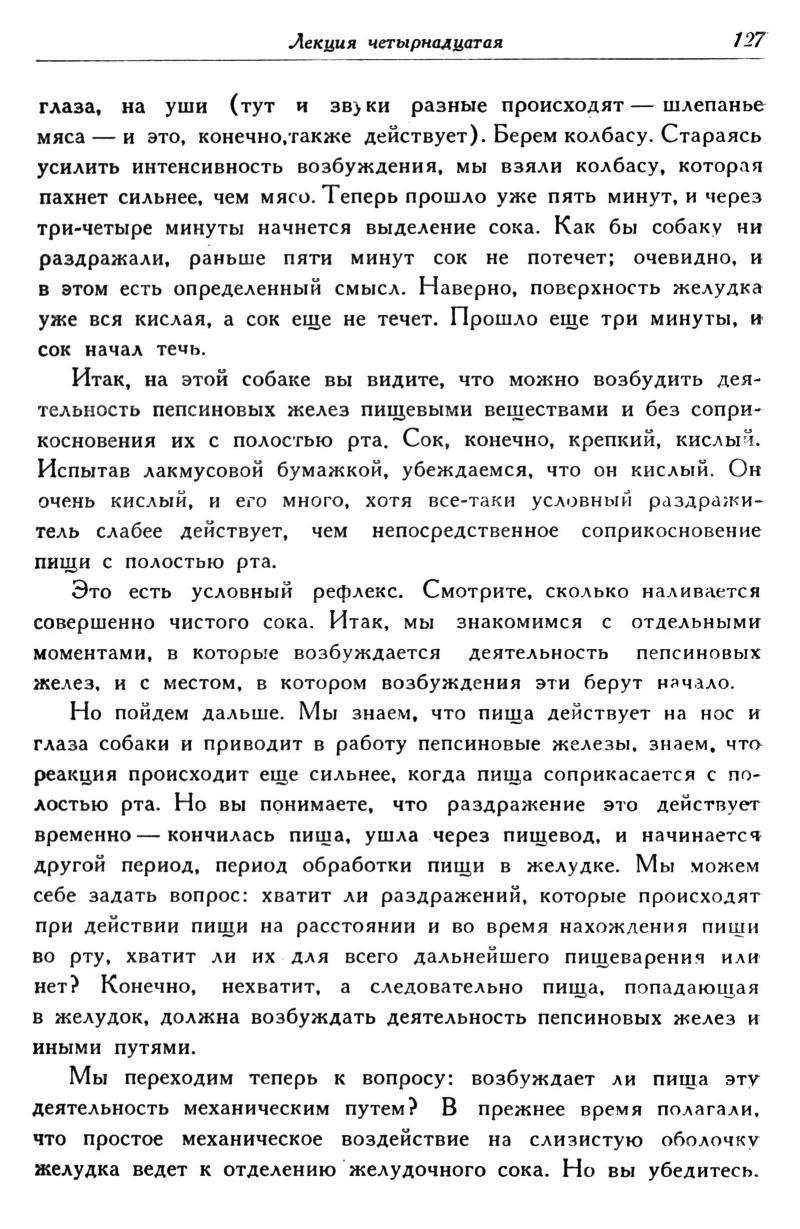 Лекция четырнадцатая 127
глаза, на уши (тут и звуки разные происходят — шлепанье
мяса — и это, конечно,также действует). Берем колбасу. Стараясь
усилить интенсивность возбуждения, мы взяли колбасу, которая
пахнет сильнее, чем мясо. Теперь прошло уже пять минут, и через
три-четыре минуты начнется выделение сока. Как бы собаку ни
раздражали, раньше пяти минут сок не потечет; очевидно, и
в этом есть определенный смысл. Наверно, поверхность желудка
уже вся кислая, а сок еще не течет. Прошло еще три минуты, и
сок начал течь.
Итак, на этой собаке вы видите, что можно возбудить дея-
тельность пепсиновых желез пищевыми веществами и без сопри-
косновения их с полостью рта. Сок, конечно, крепкий, кислый.
Испытав лакмусовой бумажкой, убеждаемся, что он кислый. Он
очень кислый, и его много, хотя все-таки условный раздражи-
тель слабее действует, чем непосредственное соприкосновение
пищи с полостью рта.
Это есть условный рефлекс. Смотрите, сколько наливается
совершенно чистого сока. Итак, мы знакомимся с отдельными
моментами, в которые возбуждается деятельность пепсиновых
желез, и с местом, в котором возбуждения эти берут начало.
Но пойдем дальше. Мы знаем, что пища действует на нос и
глаза собаки и приводит в работу пепсиновые железы, знаем, что
реакция происходит еще сильнее, когда пища соприкасается с по-
лостью рта. Но вы понимаете, что раздражение это действует
временно — кончилась пища, ушла через пищевод, и начинается
другой период, период обработки пищи в желудке. Мы можем
себе задать вопрос: хватит ли раздражений, которые происходят
при действии пищи на расстоянии и во время нахождения пищи
во рту, хватит ли их для всего дальнейшего пищеварения или
нет? Конечно, нехватит, а следовательно пища, попадающая
в желудок, должна возбуждать деятельность пепсиновых желез и
иными путями.
Мы переходим теперь к вопросу: возбуждает ли пища эту
деятельность механическим путем? В прежнее время полагали,
что простое механическое воздействие на слизистую оболочку
желудка ведет к отделению желудочного сока. Но вы убедитесь.